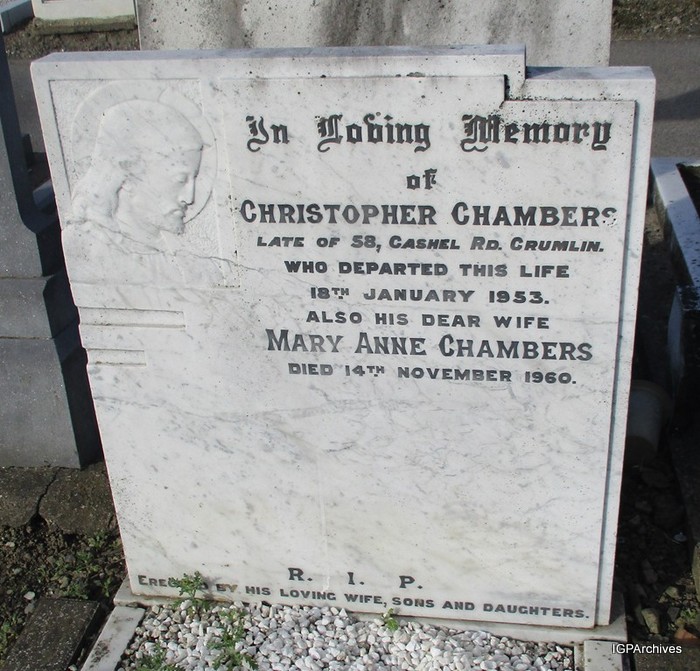 In Loving Memory
of
CHRISTOPHER CHAMBERS
LATE OF 58, CASHEL RD. CRUMLIN.
WHO DEPARTED THIS LIFE
18TH JANUARY 1953.
ALSO HIS DEAR WIFE
MARY ANNE CHAMBERS
DIED 14TH NOVEMBER 1960.
R. I. P.
ERECTED BY HIS LOVING WIFE, SONS AND DAUGHTERS.
IGPArchives